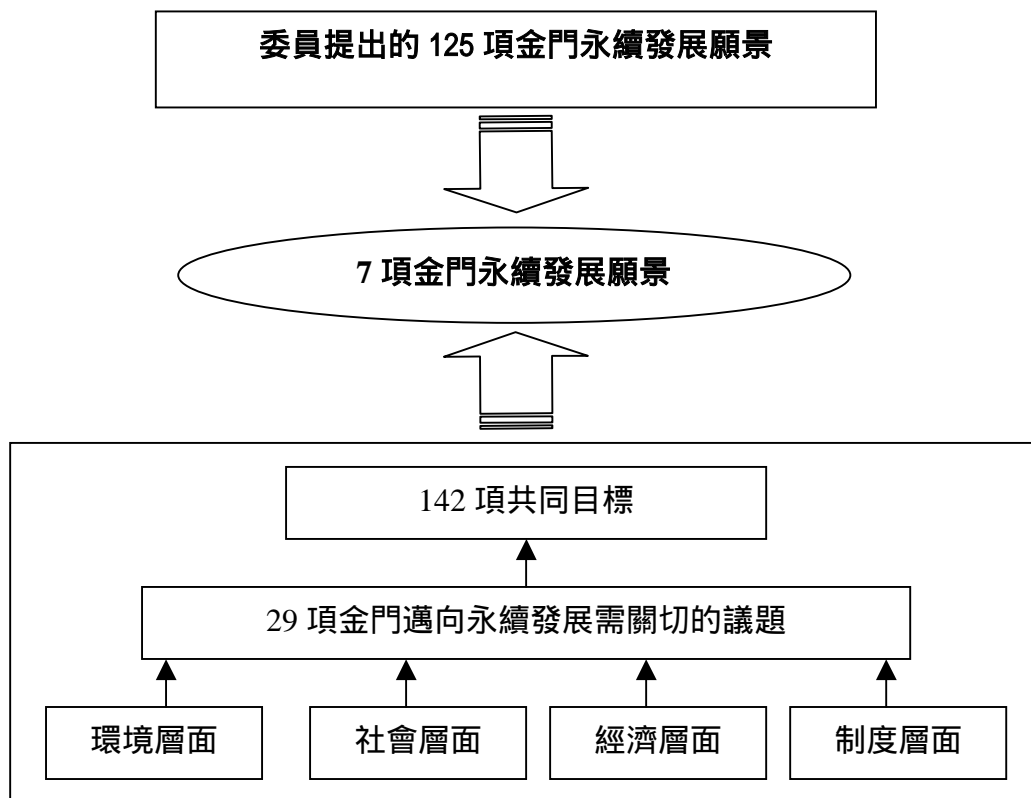 委員提出的 125 項金門永續發展願景
7 項金門永續發展願景
142 項共同目標
29 項金門邁向永續發展需關切的議題
環境層面
社會層面
經濟層面
制度層面